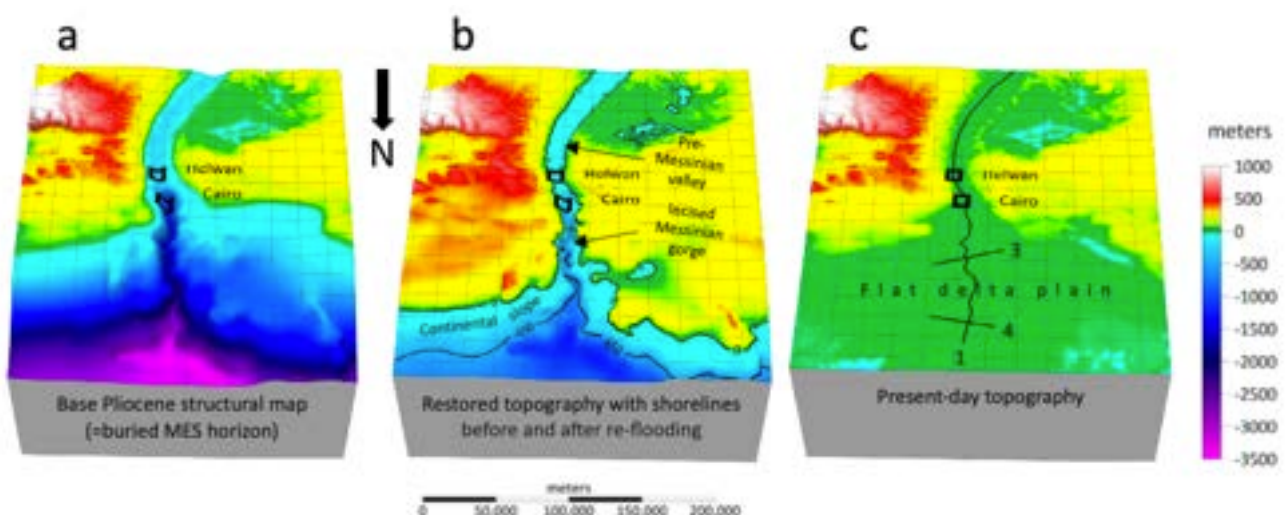 a
b
c
N
Helwan
Cairo
Base Pliocene structural map
(=buried MES horizon)
Pre-
Messinian
valley
Helwan
Cairo
Incised
Messinian
gorge
Continental slope
Restored topography with shorelines
before and after re-flooding
meters
0 50,000 100,000 150,000 200,000
Helwan
Cairo
3
Flat delta plain
4
1
Present-day topography
meters
1000
500
0
-500
-1000
-1500
-2000
-2500
-3000
-3500